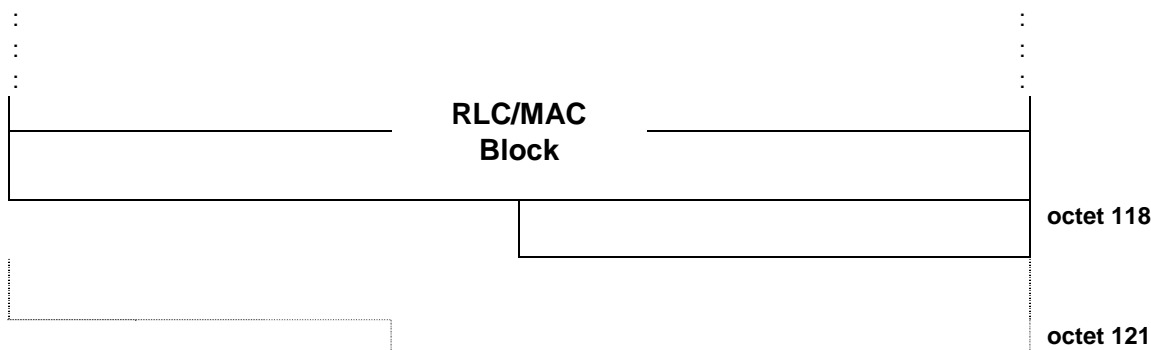 : :
: :
: :
RLC/MAC
Block
octet 118
octet 121